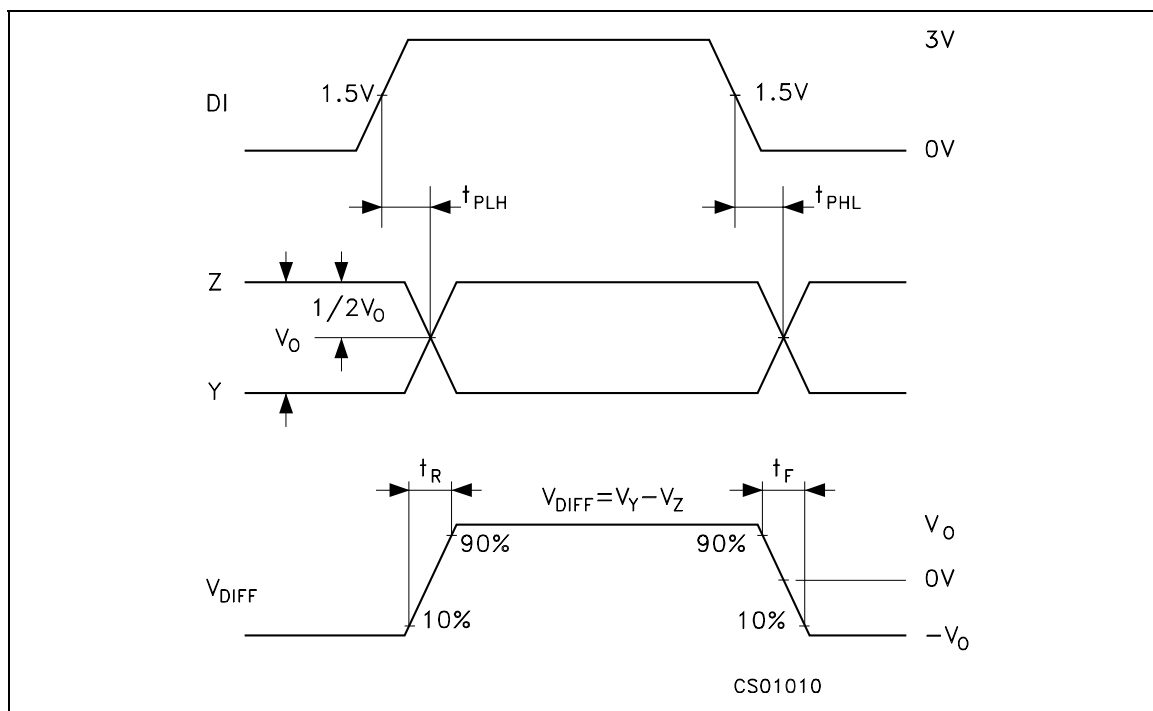 3V
1.5V
1.5V
DI
0V
tPLH
tPHL
Z
1/2VO
VO
Y
tR
tF
VDIFF=VY-VZ
VO
90%
90%
0V
VDIFF
10%
10%
-VO
CS01010